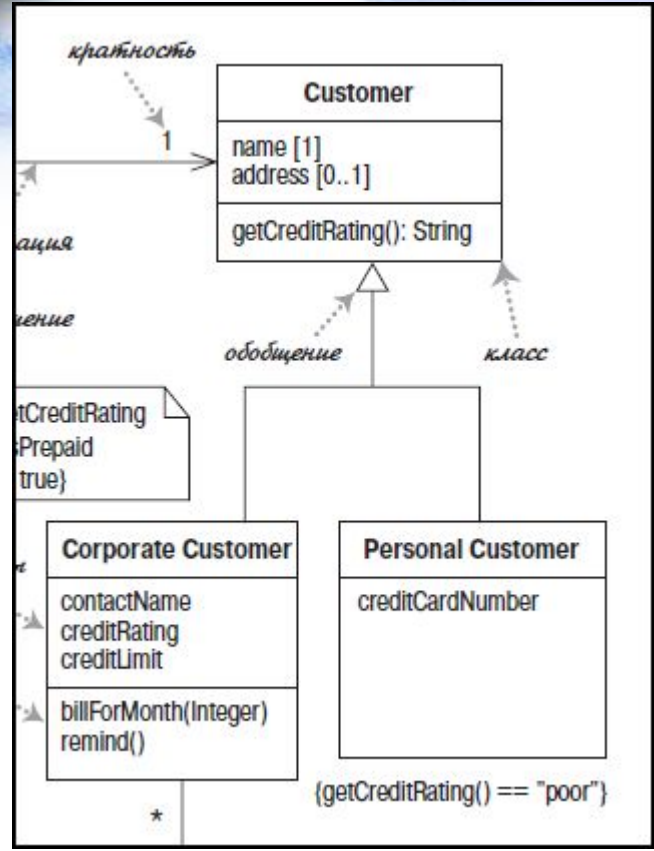 кратность
1
Customer
name [1]
address [0..1]
getCreditRating(): String
обобщение
класс
true}
Corporate Customer
contactName
creditRating
creditLimit
billForMonth(Integer)
remind()
*
Personal Customer
creditCardNumber
{getCreditRating() == "poor"}